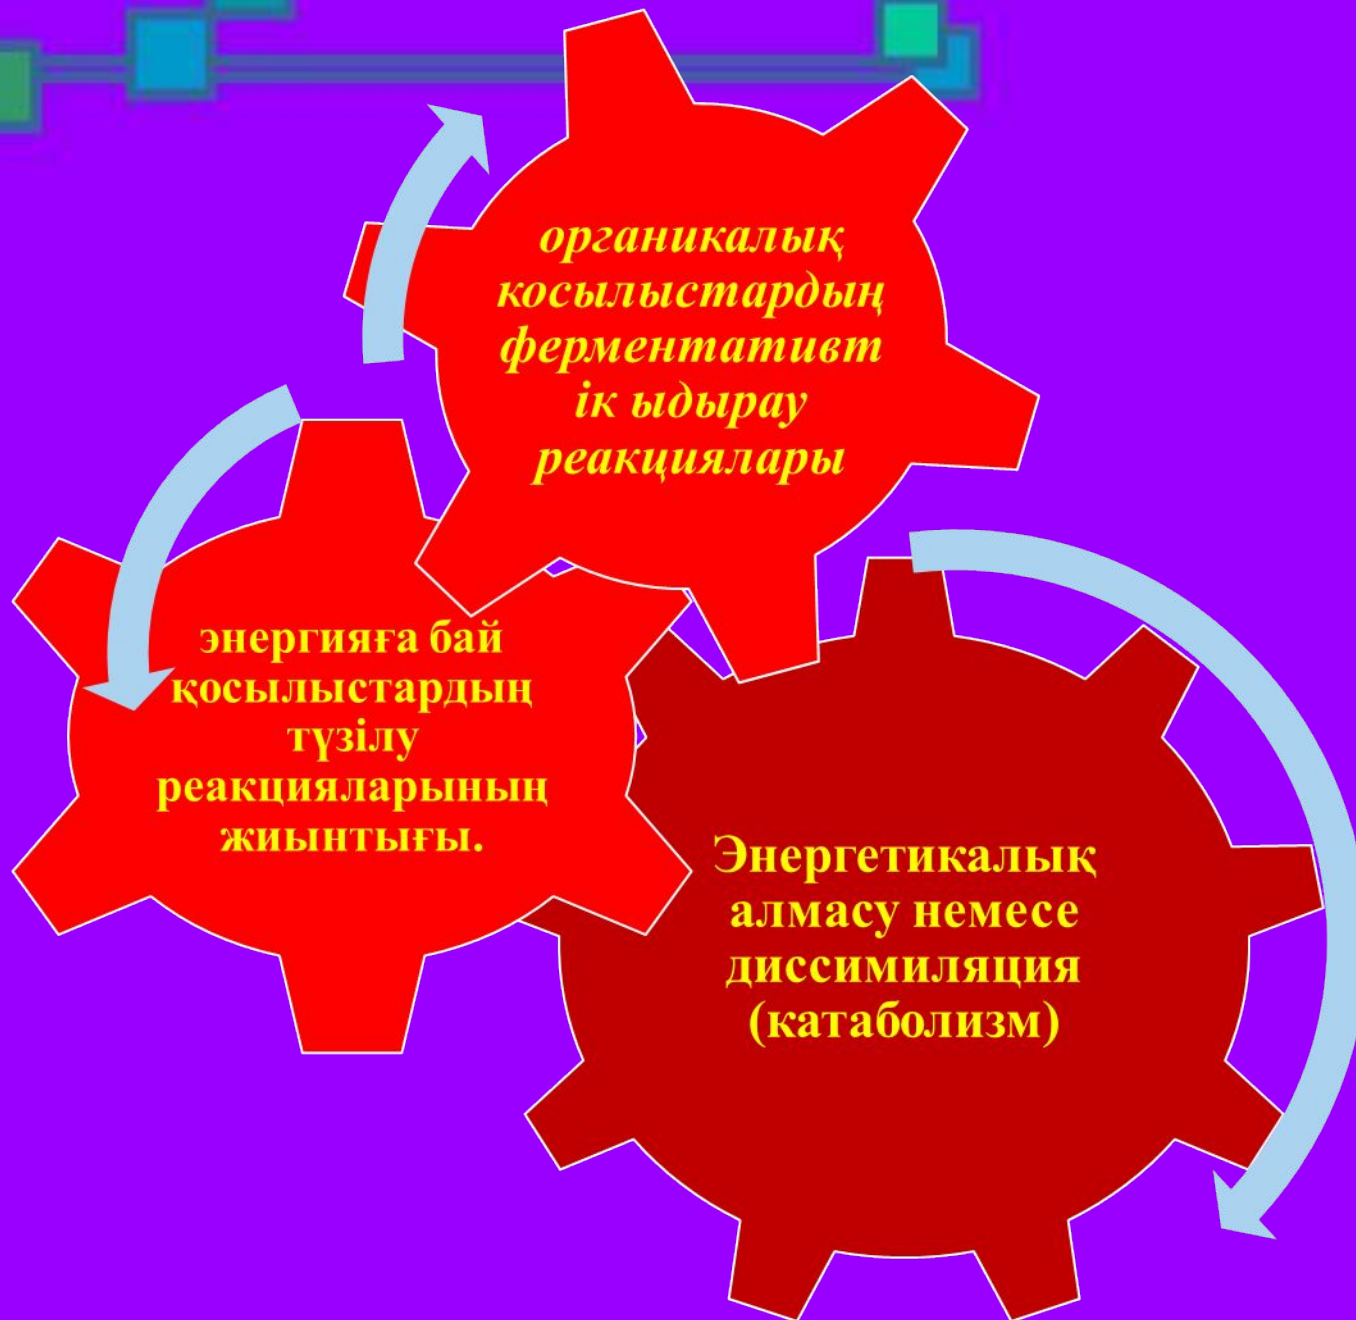 органикалық
косылыстардың
ферментативт
ік ыдырау
реакциялары
энергияға бай
қосылыстардың
түзілу
реакцияларының
жиынтығы.
Энергетикалық
алмасу немесе
диссимиляция
(катаболизм)